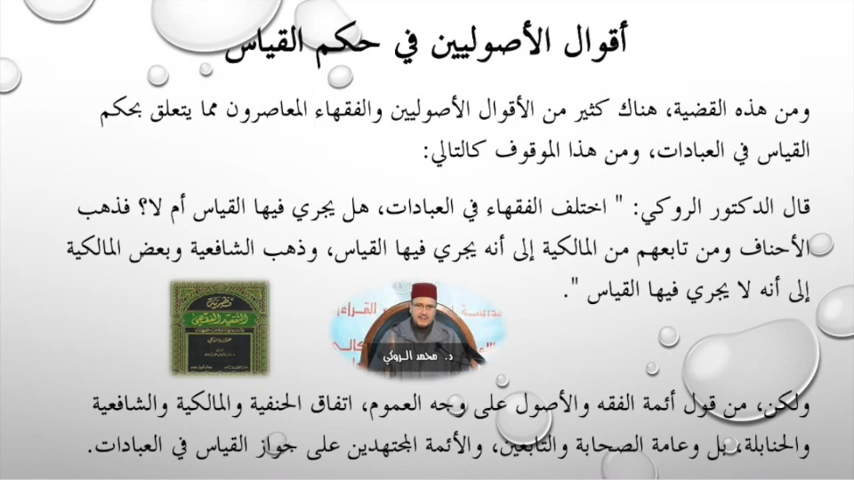 أقوال الأصوليين في حكم القياس
ومن هذه القضية، هناك كثير من الأقوال الأصوليين والفقهاء المعاصرون مما يتعلق بحكم
القياس في العبادات، ومن هذا الموقوف كالتالي:
قال الدكتور الروكي: " اختلف الفقهاء في العبادات، هل يجري فيها القياس أم لا؟ فذهب
الأحناف ومن تابعهم من المالكية إلى أنه يجري فيها القياس، وذهب الشافعية وبعض المالكية
إلى أنه لا يجري فيها القياس ".
نظرية
التقعيد الفقهي
د. محمد الروكي
ولكن، من قول أئمة الفقه والأصول على وجه العموم، اتفاق الحنفية والمالكية والشافعية
والحنابلة، بل وعامة الصحابة والتابعين، والأئمة المجتهدين على جواز القياس في العبادات.